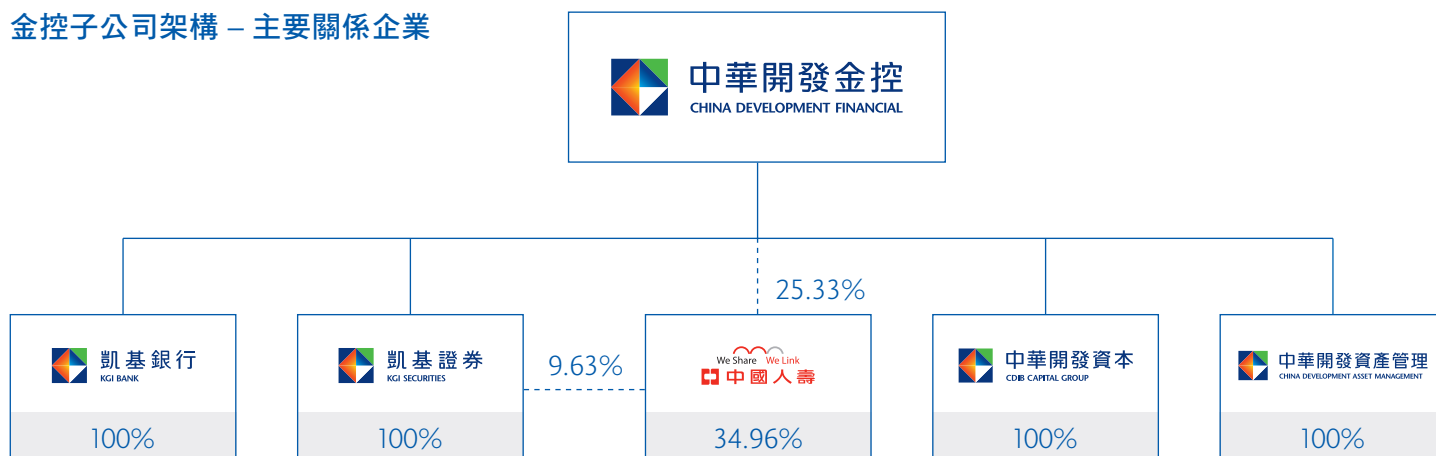 金控子公司架構 – 主要關係企業
中華開發金控
CHINA DEVELOPMENT FINANCIAL
25.33%
凱基銀行
KGI BANK
100%
凱基證券
KGI SECURITIES
100%
9.63%
We Share We Link
中國人壽
34.96%
中華開發資本
CDIB CAPITAL GROUP
100%
中華開發資產管理
CHINA DEVELOPMENT ASSET MANAGEMENT
100%